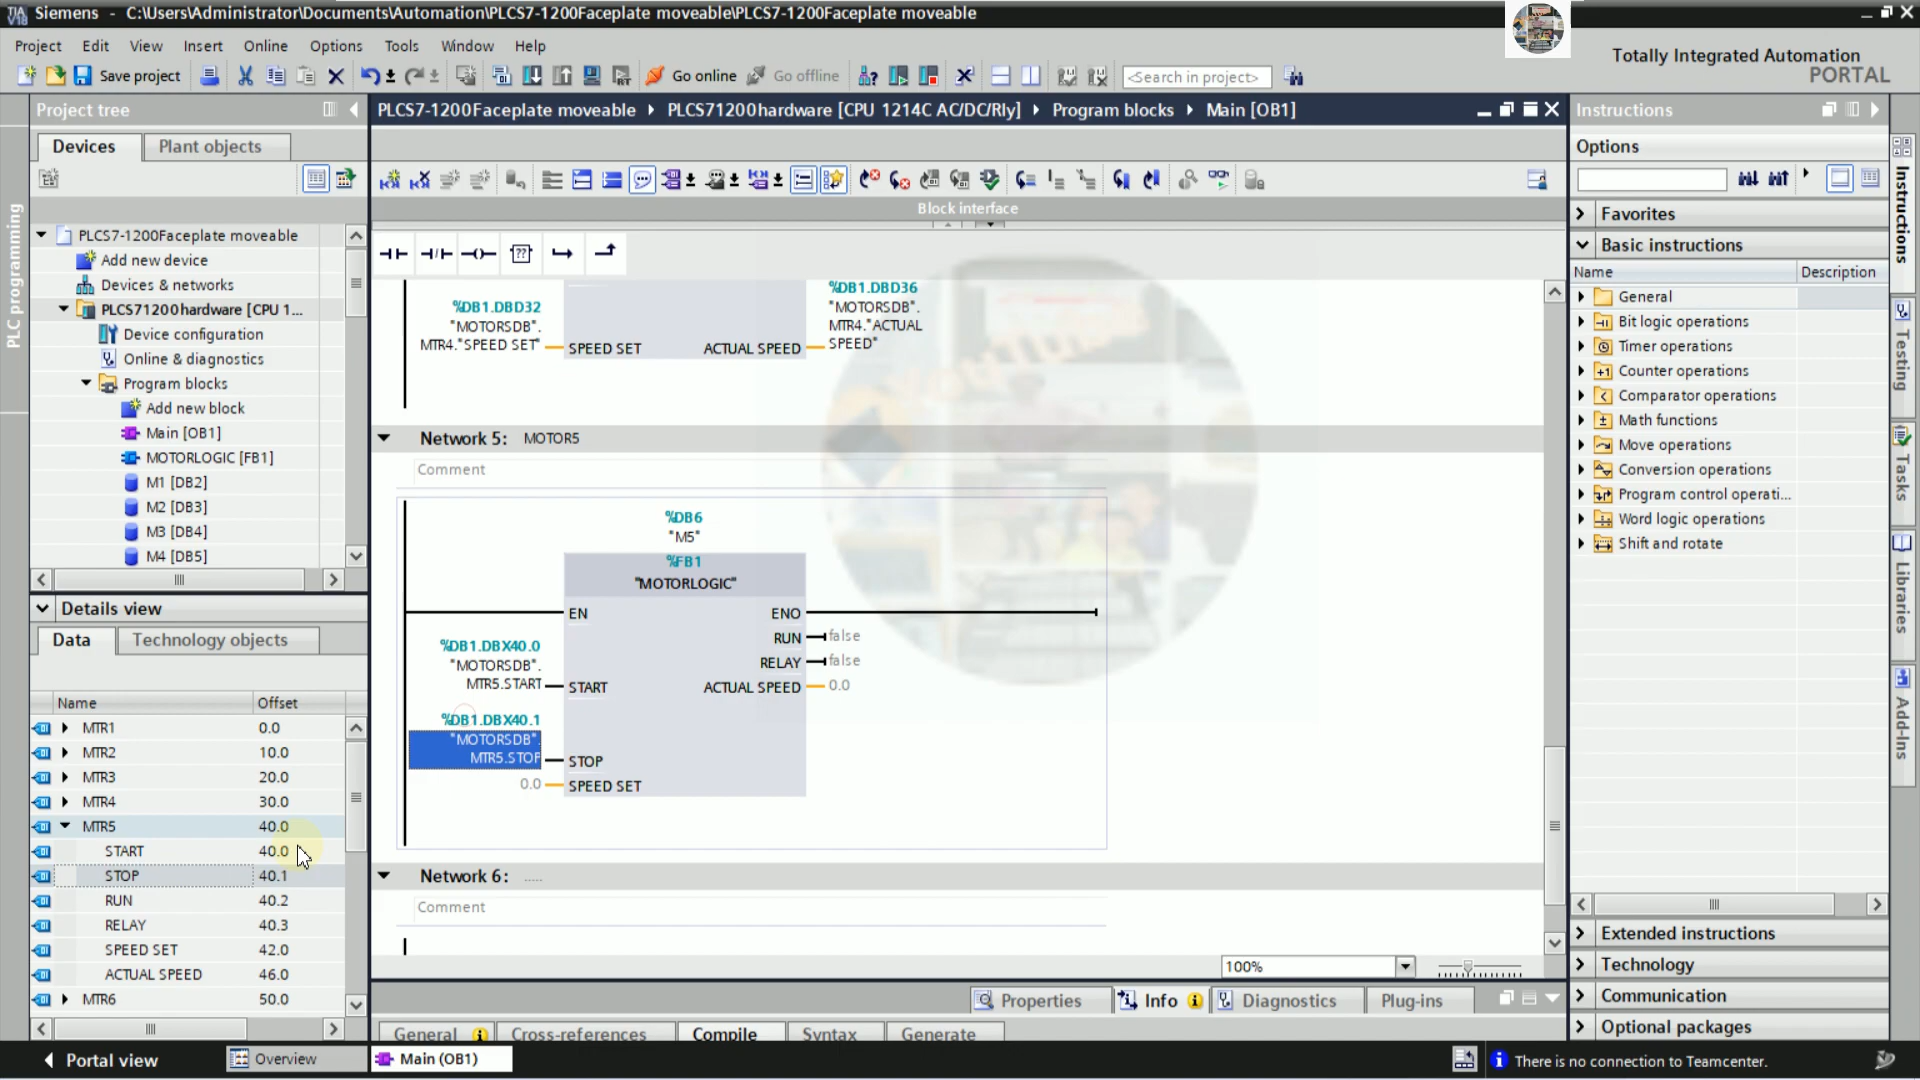 Siemens - C:\Users\Administrator\Documents\Automation\PLCS7-1200Faceplate moveable\PLCS7-1200Faceplate moveable
Project Edit View Insert Online Options Tools Window Help
Totally Integrated Automation
PORTAL
Save project
Go online
Go offline
<Search in project>
Project tree
PLCS7-1200Faceplate moveable
PLCS71200hardware [CPU 1214C AC/DC/Rly]
Program blocks
Main [OB1]
Instructions
Devices
Plant objects
Options
Block interface
PLC programming
PLCS7-1200Faceplate moveable
Add new device
Devices & networks
PLCS71200hardware [CPU 1...
Device configuration
Online & diagnostics
Program blocks
Add new block
Main [OB1]
MOTORLOGIC [FB1]
M1 [DB2]
M2 [DB3]
M3 [DB4]
M4 [DB5]
Details view
Data
Technology objects
Name Offset
MTR1 0.0
MTR2 10.0
MTR3 20.0
MTR4 30.0
MTR5 40.0
START 40.0
STOP 40.1
RUN 40.2
RELAY 40.3
SPEED SET 42.0
ACTUAL SPEED 46.0
MTR6 50.0
??
%DB1.DBD32
"MOTORSDB".
MTR4."SPEED SET"
SPEED SET
ACTUAL SPEED
%DB1.DBD36
"MOTORSDB".
MTR4."ACTUAL
SPEED"
Network 5: MOTOR5
Comment
%DB6
"M5"
%FB1
"MOTORLOGIC"
EN
ENO
RUN
false
RELAY
false
ACTUAL SPEED
0.0
%DB1.DBX40.0
"MOTORSDB".
MTR5.START
START
%DB1.DBX40.1
"MOTORSDB".
MTR5.STOP
STOP
0.0
SPEED SET
Network 6: .....
Comment
100%
Properties
Info
Diagnostics
Plug-ins
General
Cross-references
Compile
Syntax
Generate
Favorites
Basic instructions
Name Description
General
Bit logic operations
Timer operations
Counter operations
Comparator operations
Math functions
Move operations
Conversion operations
Program control operati...
Word logic operations
Shift and rotate
Extended instructions
Technology
Communication
Optional packages
Instructions
Testing
Tasks
Libraries
Add-Ins
Portal view
Overview
Main (OB1)
There is no connection to Teamcenter.